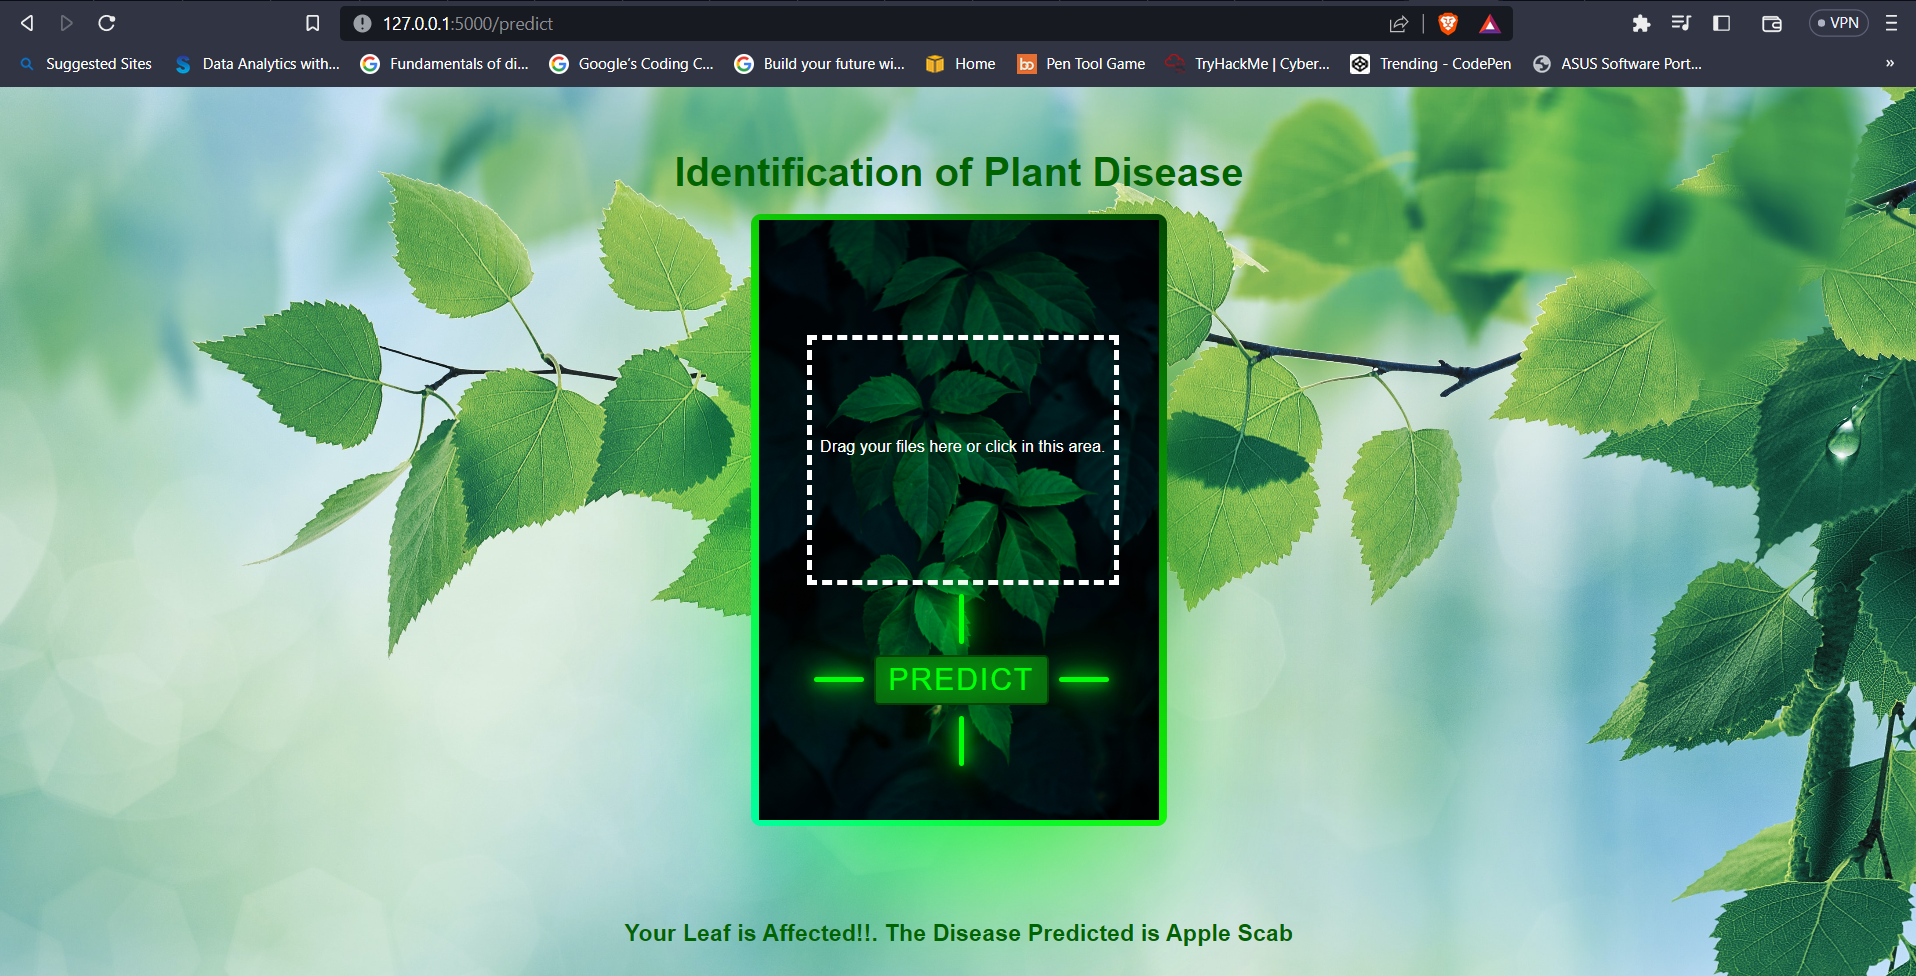 127.0.0.1:5000/predict
VPN
Suggested Sites
Data Analytics with...
Fundamentals of di...
Google's Coding C...
Build your future wi...
Home
bo
Pen Tool Game
TryHackMe | Cyber...
Trending - CodePen
ASUS Software Port...
»
Identification of Plant Disease
Drag your files here or click in this area.
PREDICT
Your Leaf is Affected!!. The Disease Predicted is Apple Scab